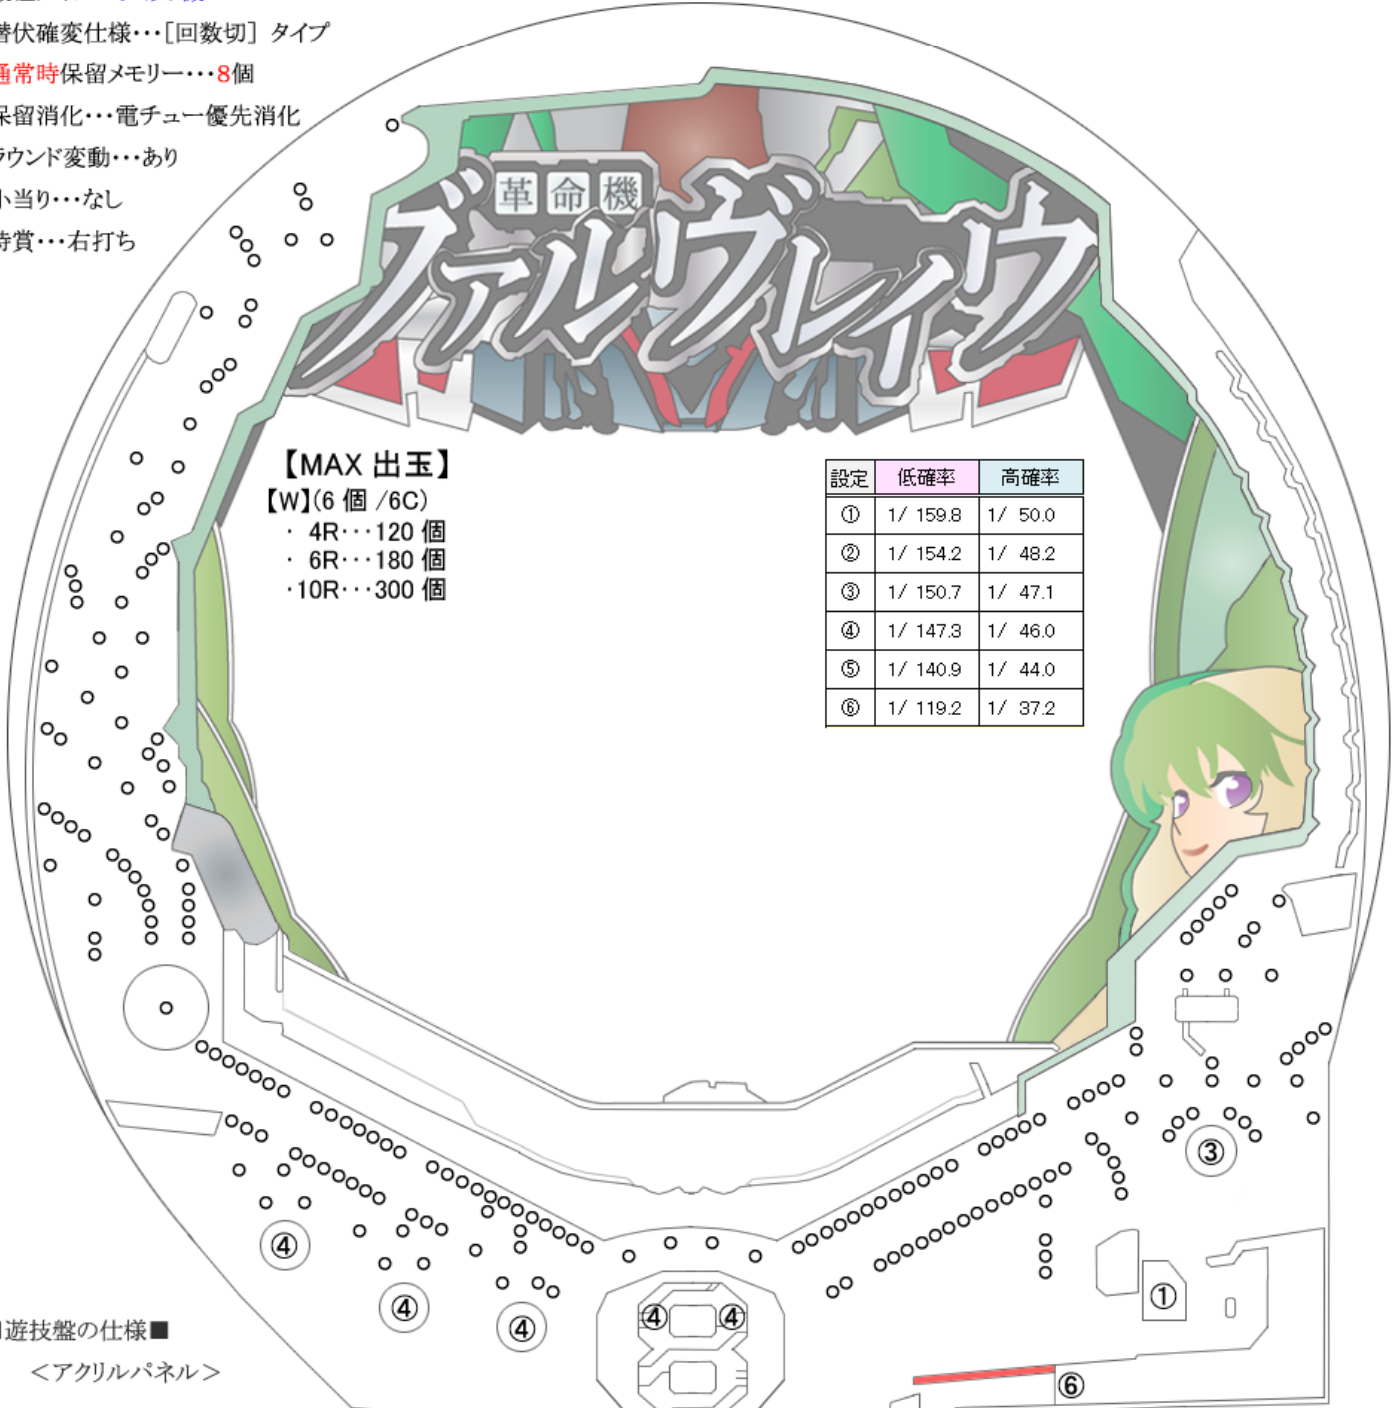 潜伏確変仕様･･･［回数切］ タイプ
通常時保留メモリー･･･8個
保留消化･･･電チュー優先消化
ラウンド変動･･･あり
小当り･･･なし
特賞･･･右打ち
革命機
ヴァルヴレイヴ
【MAX 出玉】
【W】(6 個 /6C)
・ 4R･･･120 個
・ 6R･･･180 個
・10R･･･300 個
設定 低確率 高確率
① 1/ 159.8 1/ 50.0
② 1/ 154.2 1/ 48.2
③ 1/ 150.7 1/ 47.1
④ 1/ 147.3 1/ 46.0
⑤ 1/ 140.9 1/ 44.0
⑥ 1/ 119.2 1/ 37.2
③
④
④
④
④ ④
①
⑥
遊技盤の仕様■
＜アクリルパネル＞